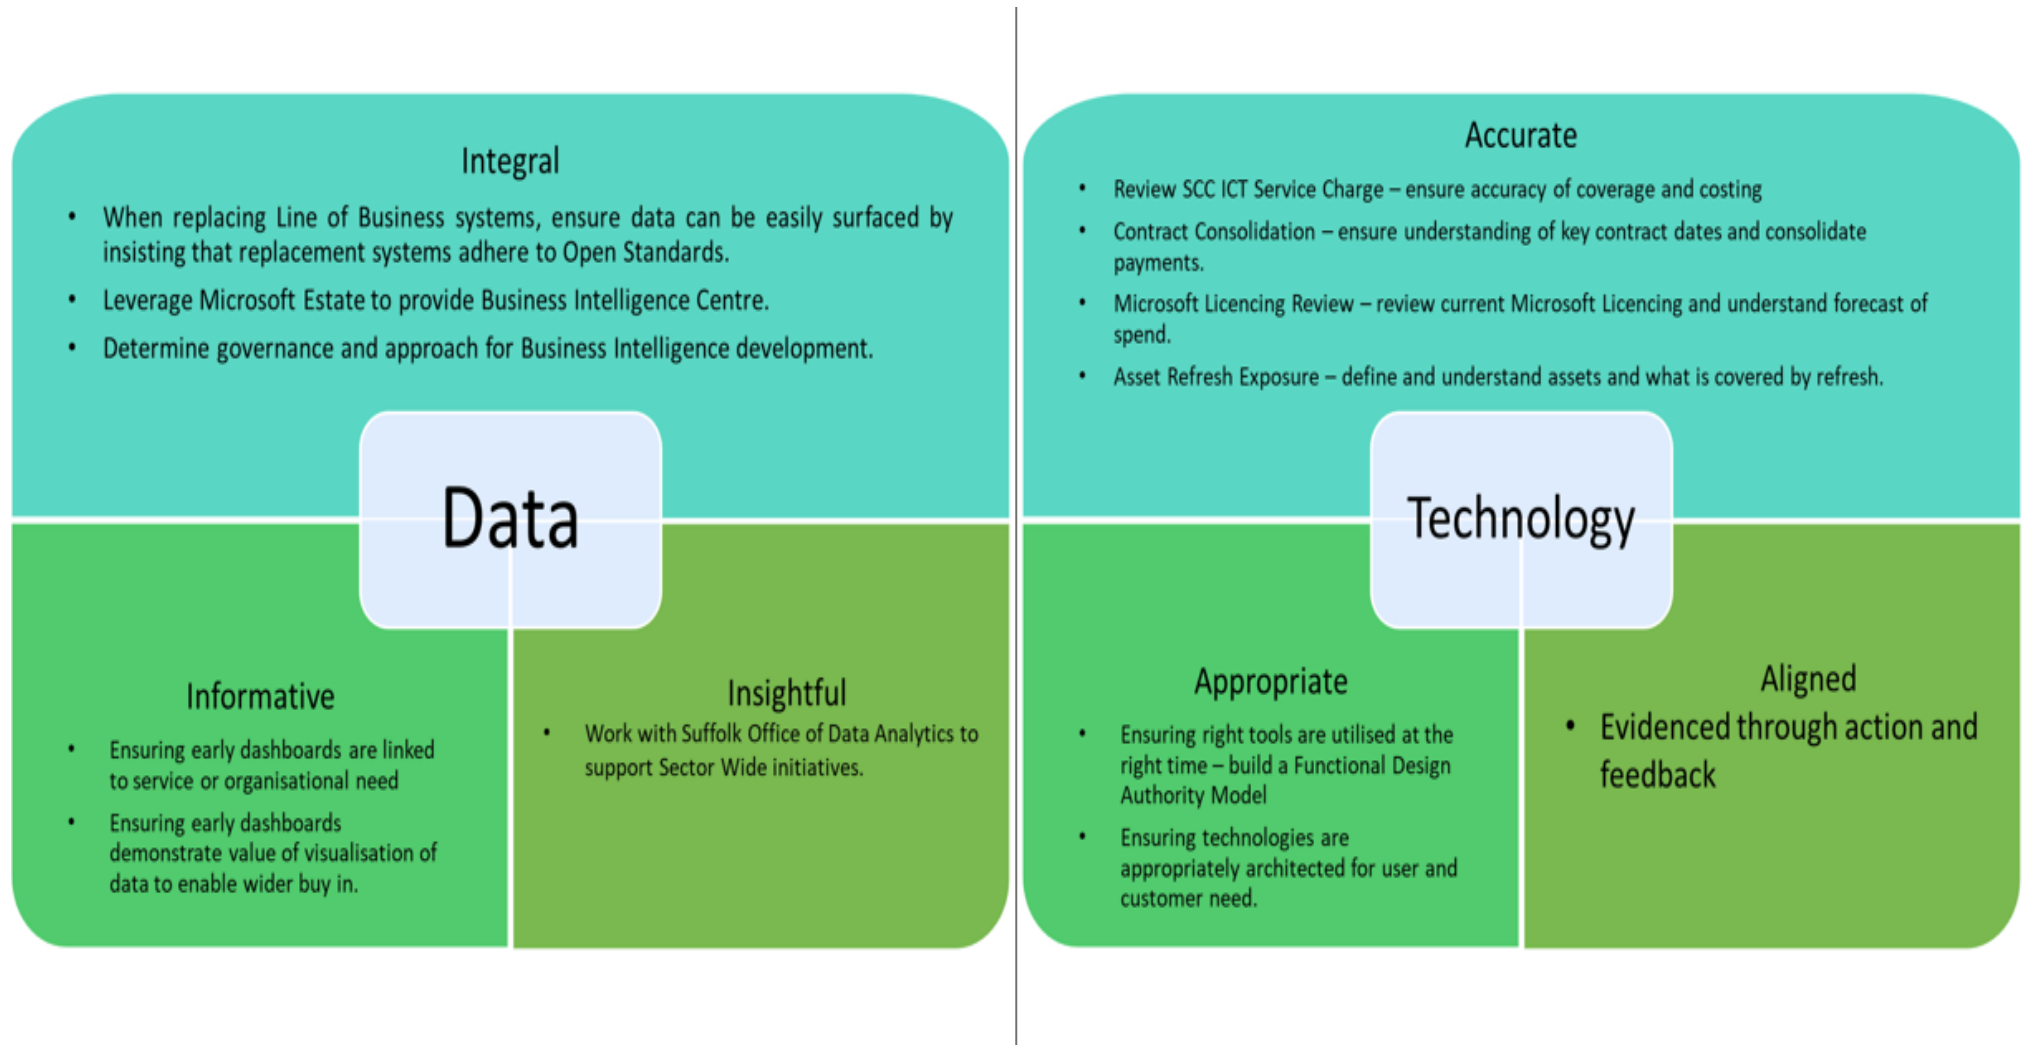 Integral
• When replacing Line of Business systems, ensure data can be easily surfaced by
insisting that replacement systems adhere to Open Standards.
• Leverage Microsoft Estate to provide Business Intelligence Centre.
• Determine governance and approach for Business Intelligence development.
Data
Informative
• Ensuring early dashboards are linked
to service or organisational need
• Ensuring early dashboards
demonstrate value of visualisation of
data to enable wider buy in.
Insightful
• Work with Suffolk Office of Data Analytics to
support Sector Wide initiatives.
Accurate
• Review SCC ICT Service Charge – ensure accuracy of coverage and costing
• Contract Consolidation – ensure understanding of key contract dates and consolidate
payments.
• Microsoft Licencing Review – review current Microsoft Licencing and understand forecast of
spend.
• Asset Refresh Exposure – define and understand assets and what is covered by refresh.
Technology
Appropriate
• Ensuring right tools are utilised at the
right time – build a Functional Design
Authority Model
• Ensuring technologies are
appropriately architected for user and
customer need.
Aligned
• Evidenced through action and
feedback